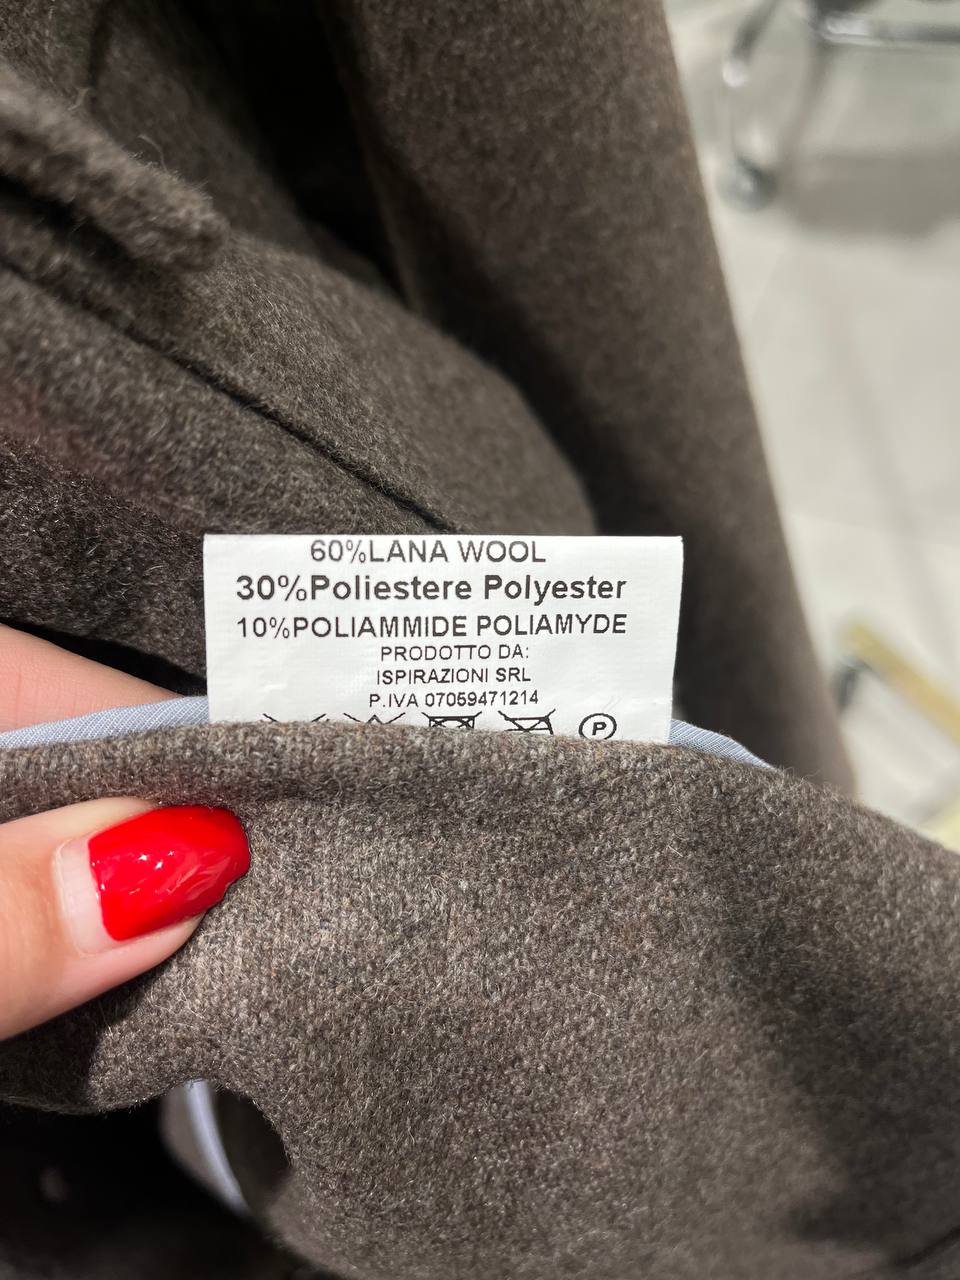 60%LANA WOOL
30%Poliestere Polyester
10%POLIAMMIDE POLIAMYDE
PRODOTTO DA:
ISPIRAZIONI SRL
P.IVA 07059471214
P